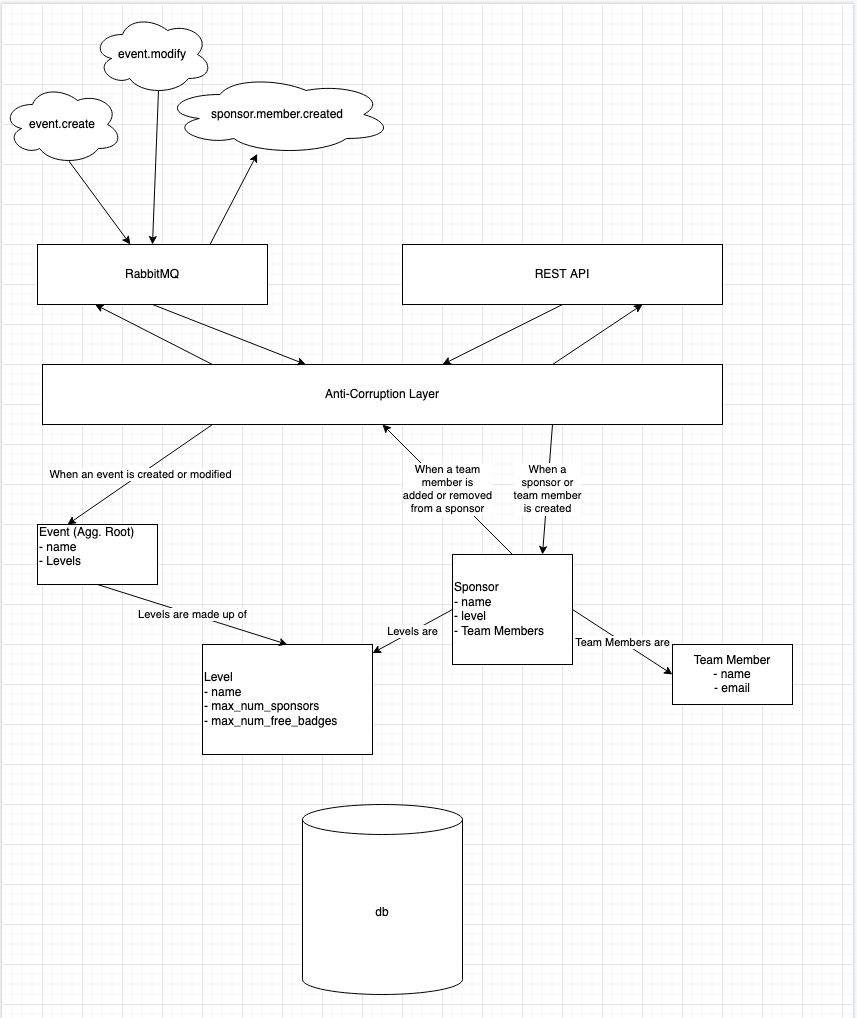 event.modify
event.create
sponsor.member.created
RabbitMQ
REST API
Anti-Corruption Layer
When an event is created or modified
When a team
member is
added or removed
from a sponsor
When a
sponsor or
team member
is created
Event (Agg. Root)
- name
- Levels
Levels are made up of
Sponsor
- name
- level
- Team Members
Levels are
Team Members are
Team Member
- name
- email
Level
- name
- max_num_sponsors
- max_num_free_badges
db